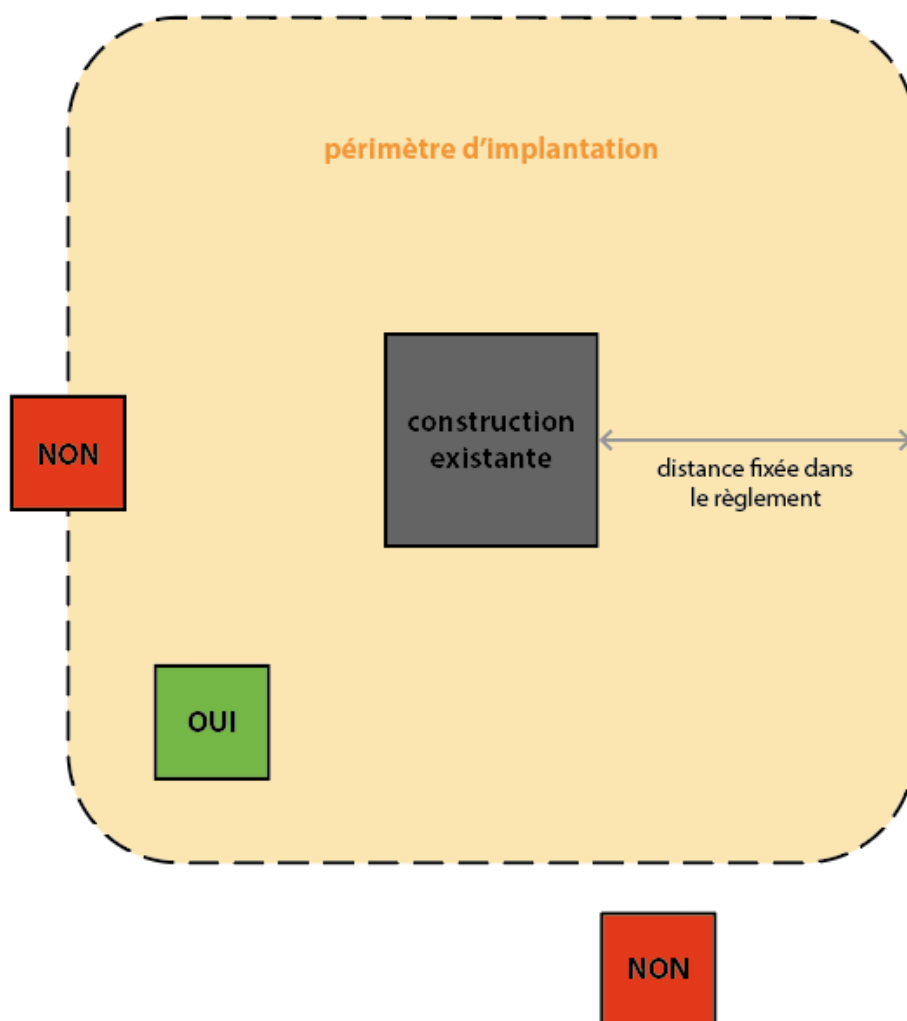 périmètre d'implantation
construction
existante
NON
distance fixée dans
le règlement
OUI
NON